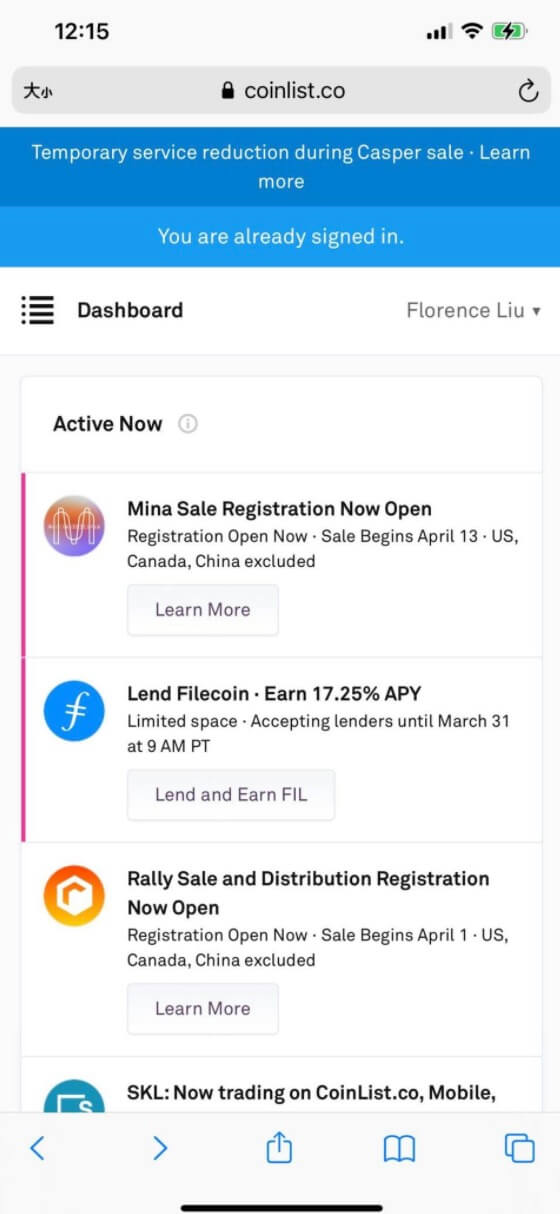 12:15
大小
coinlist.co
Temporary service reduction during Casper sale · Learn
more
You are already signed in.
Dashboard
Florence Liu ▾
Active Now
Mina Sale Registration Now Open
Registration Open Now · Sale Begins April 13 · US,
Canada, China excluded
Learn More
Lend Filecoin · Earn 17.25% APY
Limited space · Accepting lenders until March 31
at 9 AM PT
Lend and Earn FIL
Rally Sale and Distribution Registration
Now Open
Registration Open Now · Sale Begins April 1 · US,
Canada, China excluded
Learn More
SKL: Now trading on CoinList.co, Mobile,